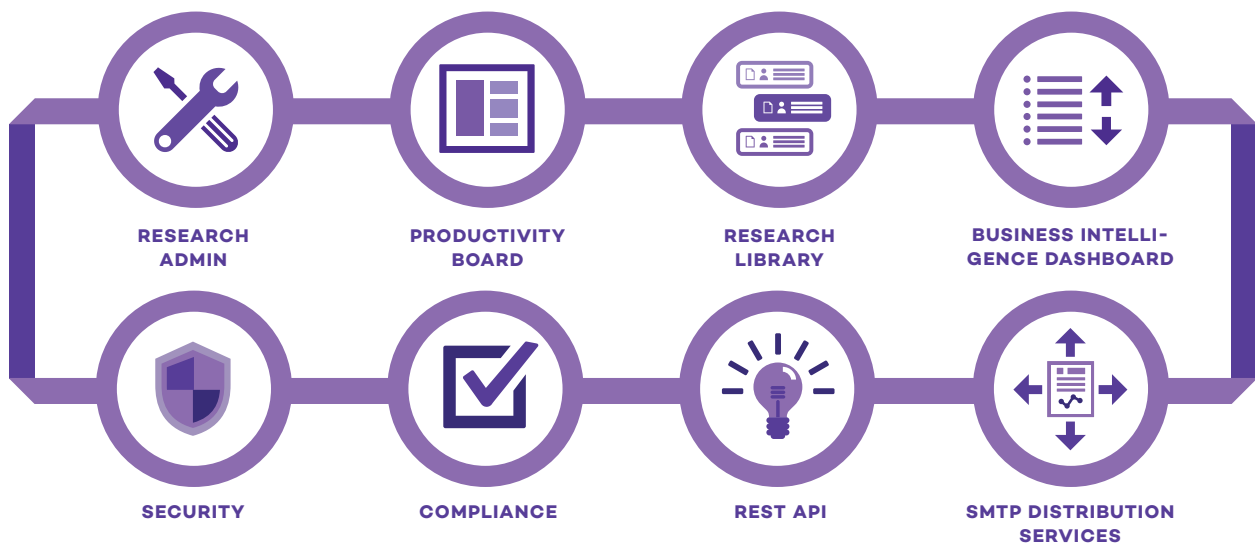 RESEARCH
ADMIN
PRODUCTIVITY
BOARD
RESEARCH
LIBRARY
BUSINESS INTELLI-
GENCE DASHBOARD
SECURITY
COMPLIANCE
REST API
SMTP DISTRIBUTION
SERVICES